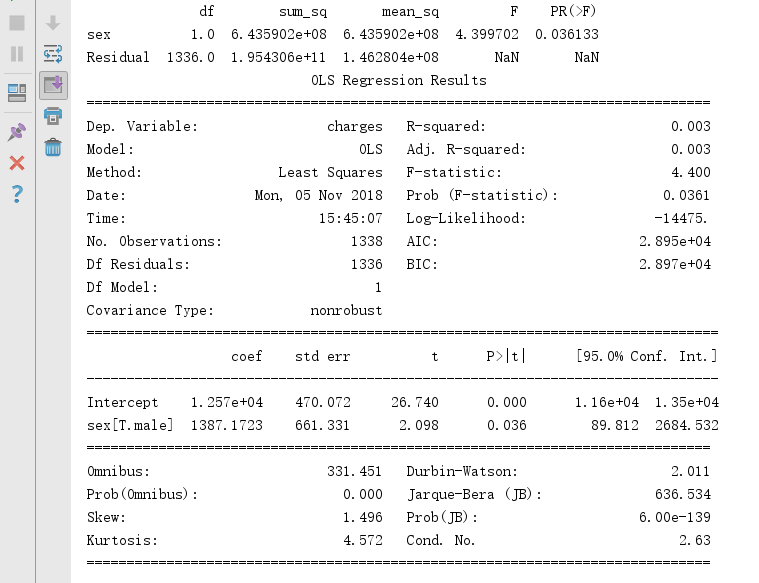 df sum_sq mean_sq F PR(>F)
sex 1.0 6.435902e+08 6.435902e+08 4.399702 0.036133
Residual 1336.0 1.954306e+11 1.462804e+08 NaN NaN
OLS Regression Results
==============================================================================
Dep. Variable: charges R-squared: 0.003
Model: OLS Adj. R-squared: 0.003
Method: Least Squares F-statistic: 4.400
Date: Mon, 05 Nov 2018 Prob (F-statistic): 0.0361
Time: 15:45:07 Log-Likelihood: -14475.
No. Observations: 1338 AIC: 2.895e+04
Df Residuals: 1336 BIC: 2.897e+04
Df Model: 1
Covariance Type: nonrobust
===============================================================================
coef std err t P>|t| [95.0% Conf. Int.]
-------------------------------------------------------------------------------
Intercept 1.257e+04 470.072 26.740 0.000 1.16e+04 1.35e+04
sex[T.male] 1387.1723 661.331 2.098 0.036 89.812 2684.532
==============================================================================
Omnibus: 331.451 Durbin-Watson: 2.011
Prob(Omnibus): 0.000 Jarque-Bera (JB): 636.534
Skew: 1.496 Prob(JB): 6.00e-139
Kurtosis: 4.572 Cond. No. 2.63
==============================================================================